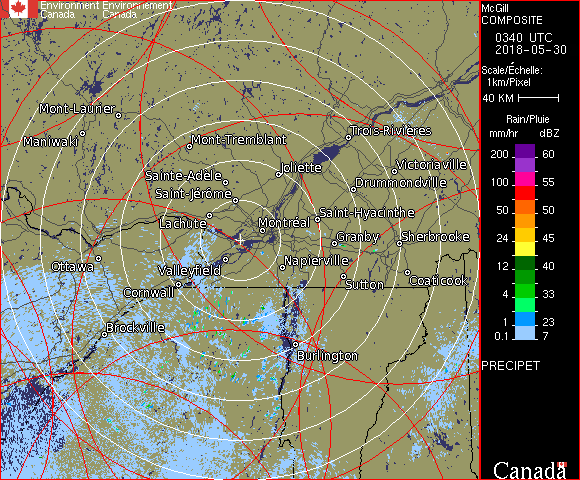 Environment Environnement
Canada Canada
McGill
COMPOSITE
0340 UTC
2018-05-30
Scale/Échelle:
1km/Pixel
40 KM
Rain/Pluie
mm/hr dBZ
200 60
150 57
100 55
50 50
24 45
12 40
4 33
1 23
0.1 7
PRECIPET
Canada
Mont-Laurier
Maniwaki
Mont-Tremblant
Trois-Rivières
Joliette
Victoriaville
Sainte-Adèle
Drummondville
Saint-Jérôme
Saint-Hyacinthe
Lachute
Montréal
Granby
Sherbrooke
Ottawa
Valleyfield
Napierville
Cornwall
Sutton
Coaticook
Brockville
Burlington